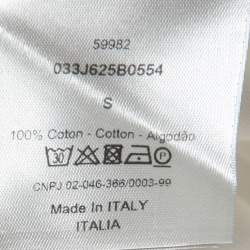 59982
033J625B0554
S
100% Coton - Cotton - Algodão
CNPJ 02-046-366/0003-99
Made In ITALY
ITALIA